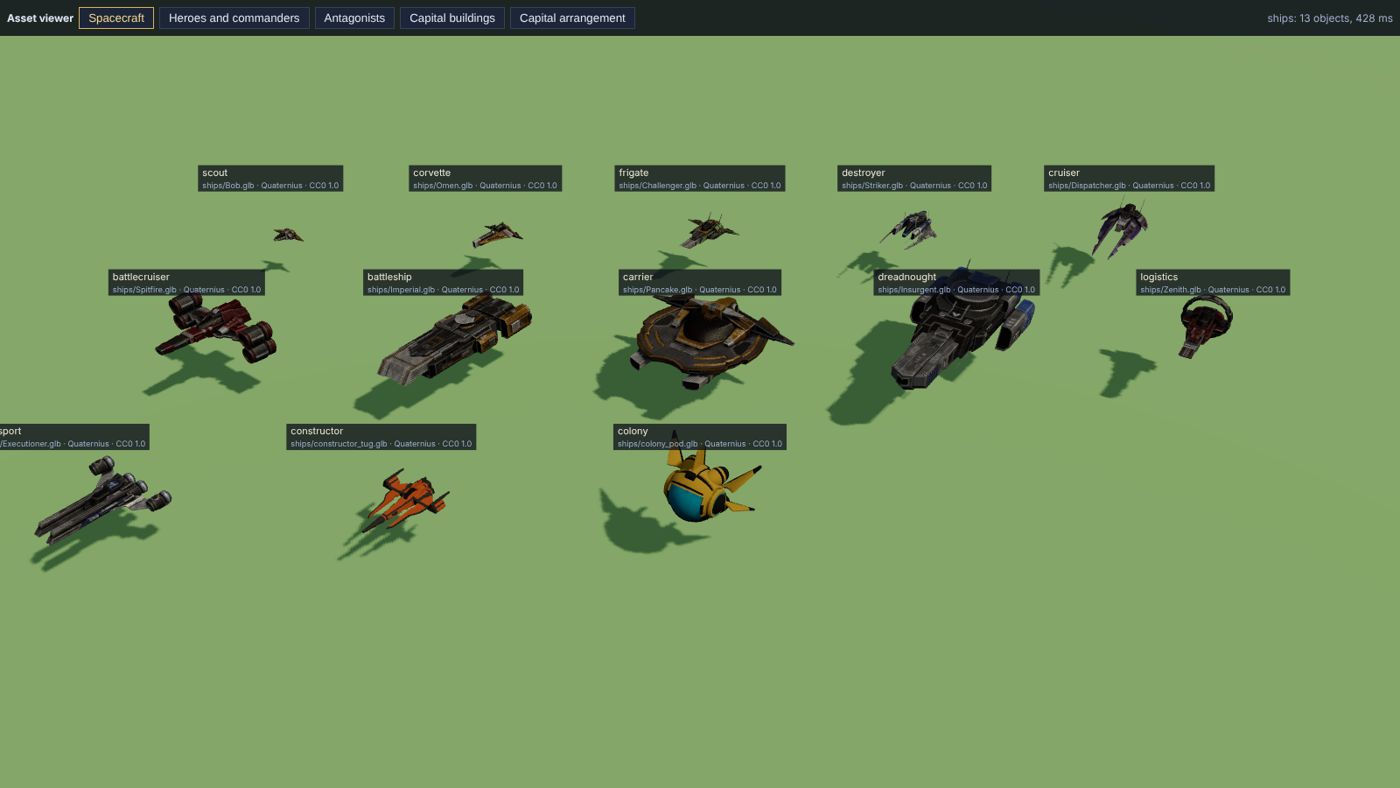 Asset viewer Spacecraft Heroes and commanders Antagonists Capital buildings Capital arrangement ships: 13 objects, 428 ms
scout
ships/Bob.glb · Quaternius · CC0 1.0
corvette
ships/Omen.glb · Quaternius · CC0 1.0
frigate
ships/Challenger.glb · Quaternius · CC0 1.0
destroyer
ships/Striker.glb · Quaternius · CC0 1.0
cruiser
ships/Dispatcher.glb · Quaternius · CC0 1.0
battlecruiser
ships/Spitfire.glb · Quaternius · CC0 1.0
battleship
ships/Imperial.glb · Quaternius · CC0 1.0
carrier
ships/Pancake.glb · Quaternius · CC0 1.0
dreadnought
ships/Insurgent.glb · Quaternius · CC0 1.0
logistics
ships/Zenith.glb · Quaternius · CC0 1.0
sport
/Executioner.glb · Quaternius · CC0 1.0
constructor
ships/constructor_tug.glb · Quaternius · CC0 1.0
colony
ships/colony_pod.glb · Quaternius · CC0 1.0